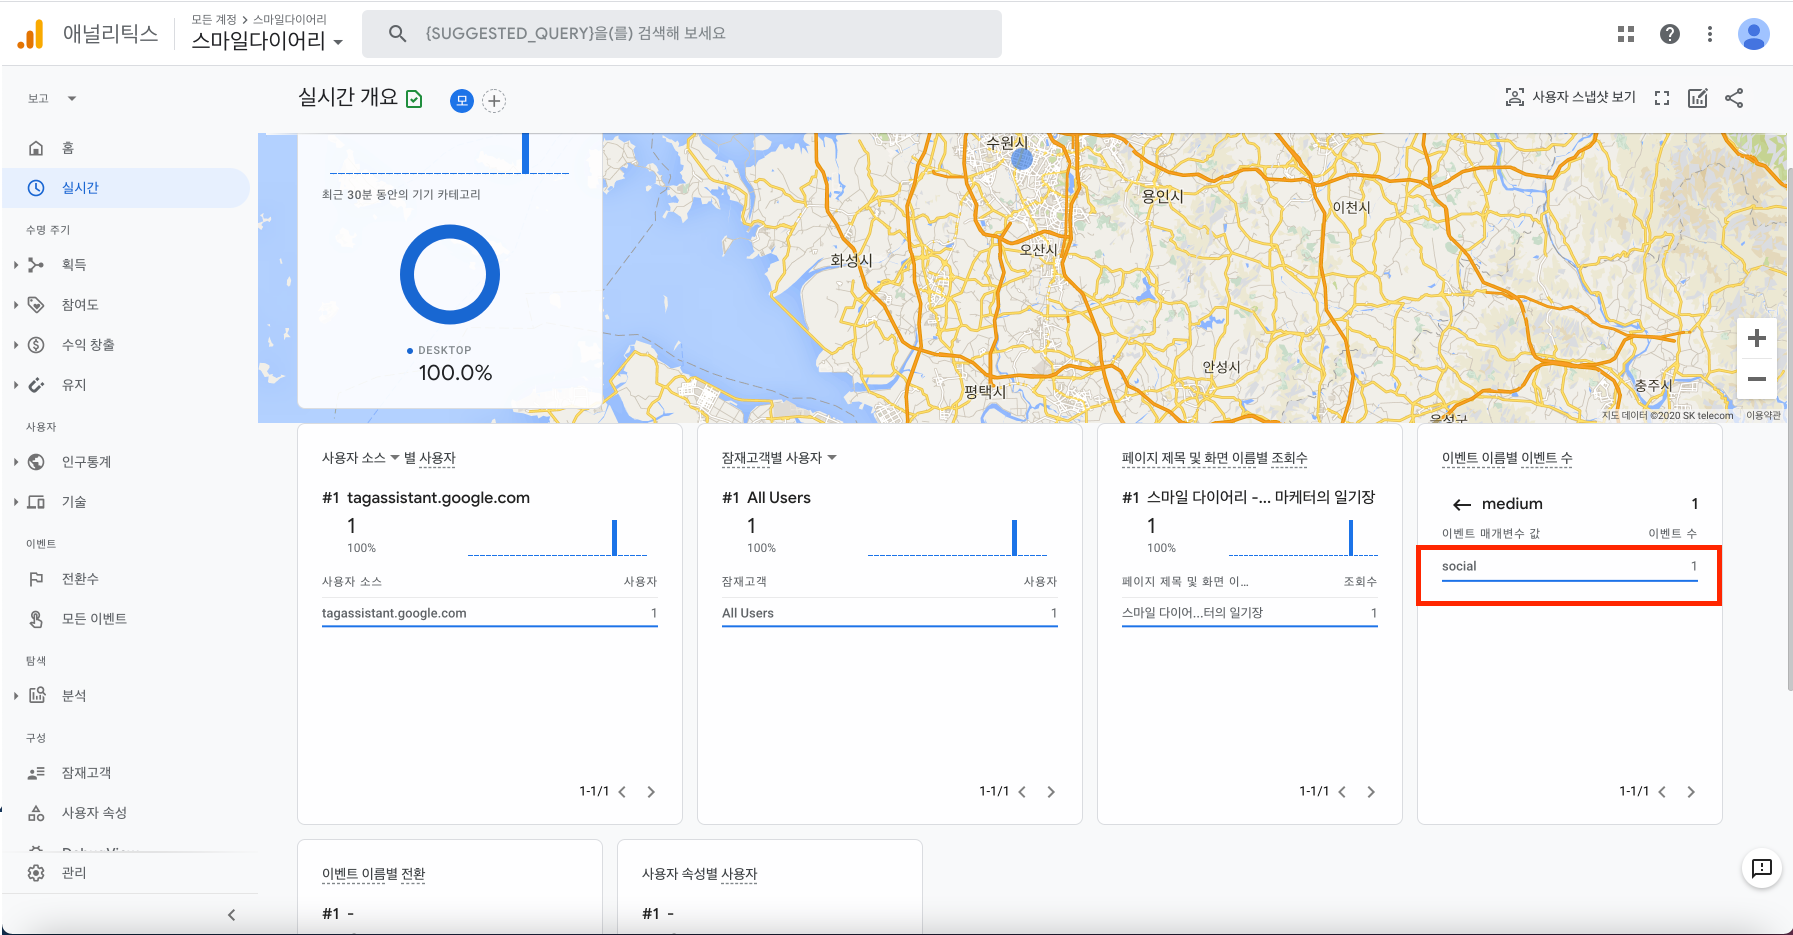 애널리틱스
모든 계정 > 스마일다이어리
스마일다이어리
{SUGGESTED_QUERY}을(를) 검색해 보세요
보고
홈
실시간
수명 주기
획득
참여도
수익 창출
유지
사용자
인구통계
기술
이벤트
전환수
모든 이벤트
탐색
분석
구성
잠재고객
사용자 속성
관리
실시간 개요
모
사용자 스냅샷 보기
최근 30분 동안의 기기 카테고리
DESKTOP
100.0%
수원시
용인시
이천시
오산시
화성시
안성시
평택시
충주시
음성군
지도 데이터 ©2020 SK telecom
이용약관
사용자 소스 별 사용자
#1 tagassistant.google.com
1
100%
사용자 소스 사용자
tagassistant.google.com 1
1-1/1
잠재고객별 사용자
#1 All Users
1
100%
잠재고객 사용자
All Users 1
1-1/1
페이지 제목 및 화면 이름별 조회수
#1 스마일 다이어리 -... 마케터의 일기장
1
100%
페이지 제목 및 화면 이... 조회수
스마일 다이어...터의 일기장 1
1-1/1
이벤트 이름별 이벤트 수
medium 1
이벤트 매개변수 값 이벤트 수
social 1
1-1/1
이벤트 이름별 전환
#1 -
사용자 속성별 사용자
#1 -